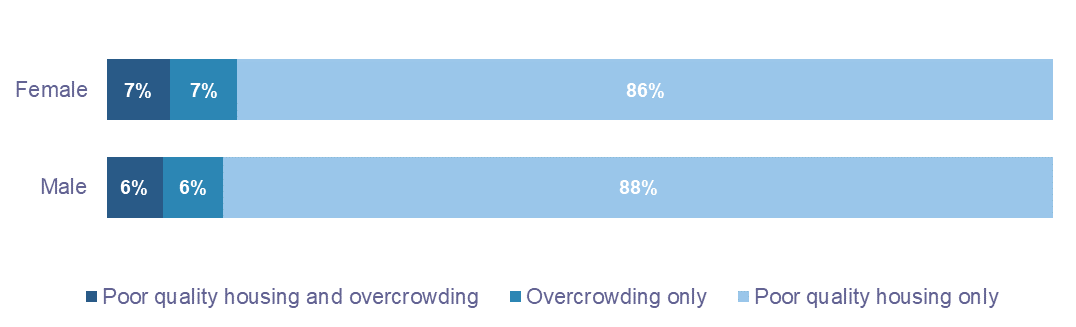 Female 7% 7% 86%
Male 6% 6% 88%
Poor quality housing and overcrowding Overcrowding only Poor quality housing only